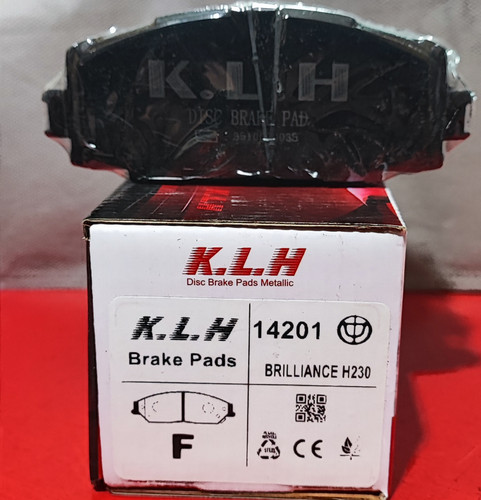 K.L.H
DISC BRAKE PAD
K.L.H
Disc Brake Pads Metallic
K.L.H 14201
Brake Pads
BRILLIANCE H230
F
CE